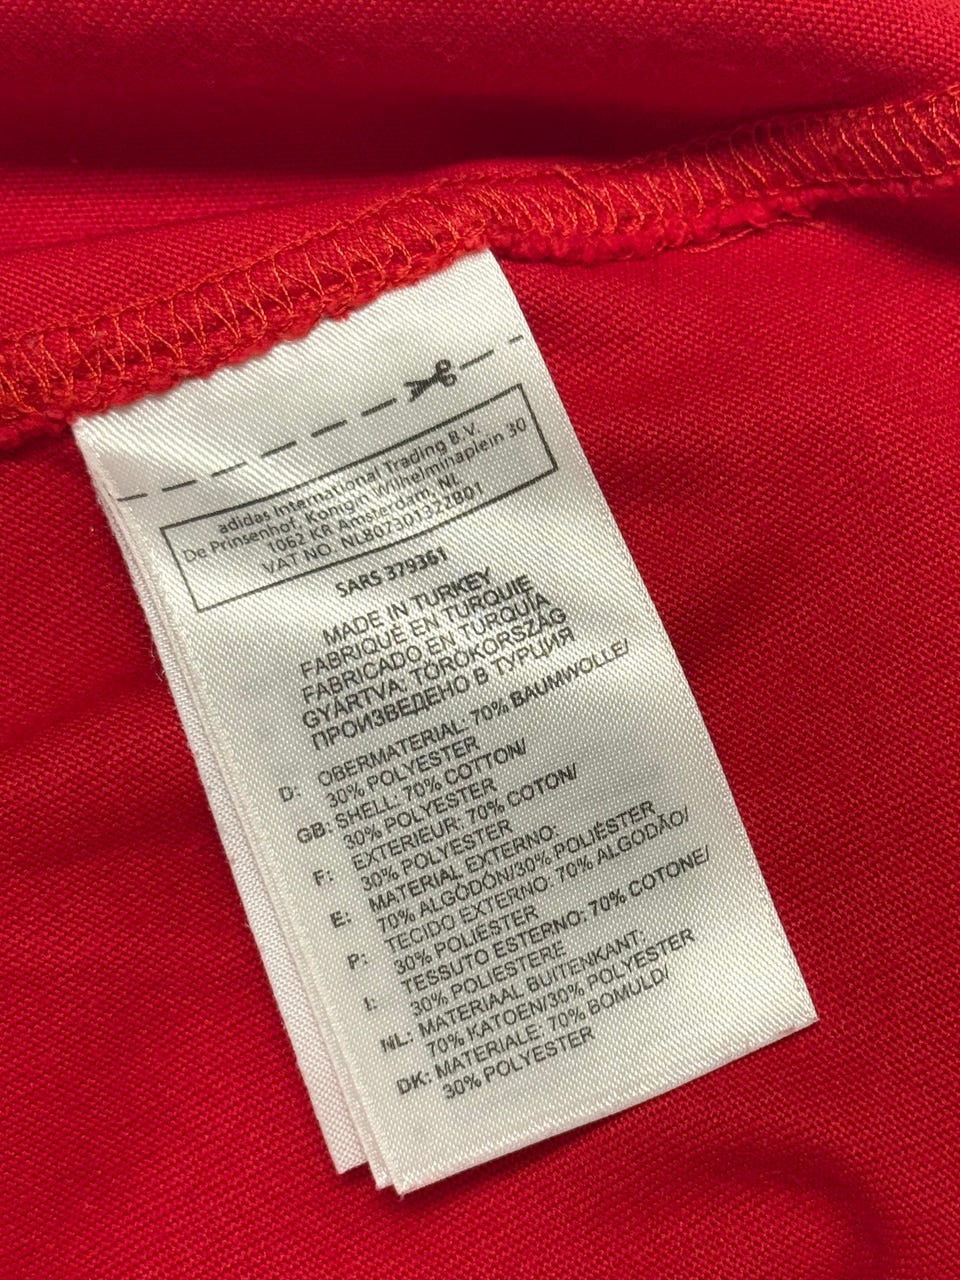 adidas International Trading B.V.
De Prinsenhof, Koningin Wilhelminaplein 30
1062 KR Amsterdam, NL
VAT NO. NL807301322B01
SARS 379361
MADE IN TURKEY
FABRIQUE EN TURQUIE
FABRICADO EN TURQUÍA
GYÁRTVA: TÖRÖKORSZÁG
ПРОИЗВЕДЕНО В ТУРЦИЯ
D: OBERMATERIAL: 70% BAUMWOLLE/
30% POLYESTER
GB: SHELL: 70% COTTON/
30% POLYESTER
F: EXTERIEUR: 70% COTON/
30% POLYESTER
E: MATERIAL EXTERNO:
70% ALGODÓN/30% POLIÉSTER
P: TECIDO EXTERNO: 70% ALGODÃO/
30% POLIÉSTER
I: TESSUTO ESTERNO: 70% COTONE/
30% POLIESTERE
NL: MATERIAAL BUITENKANT:
70% KATOEN/30% POLYESTER
DK: MATERIALE: 70% BOMULD/
30% POLYESTER